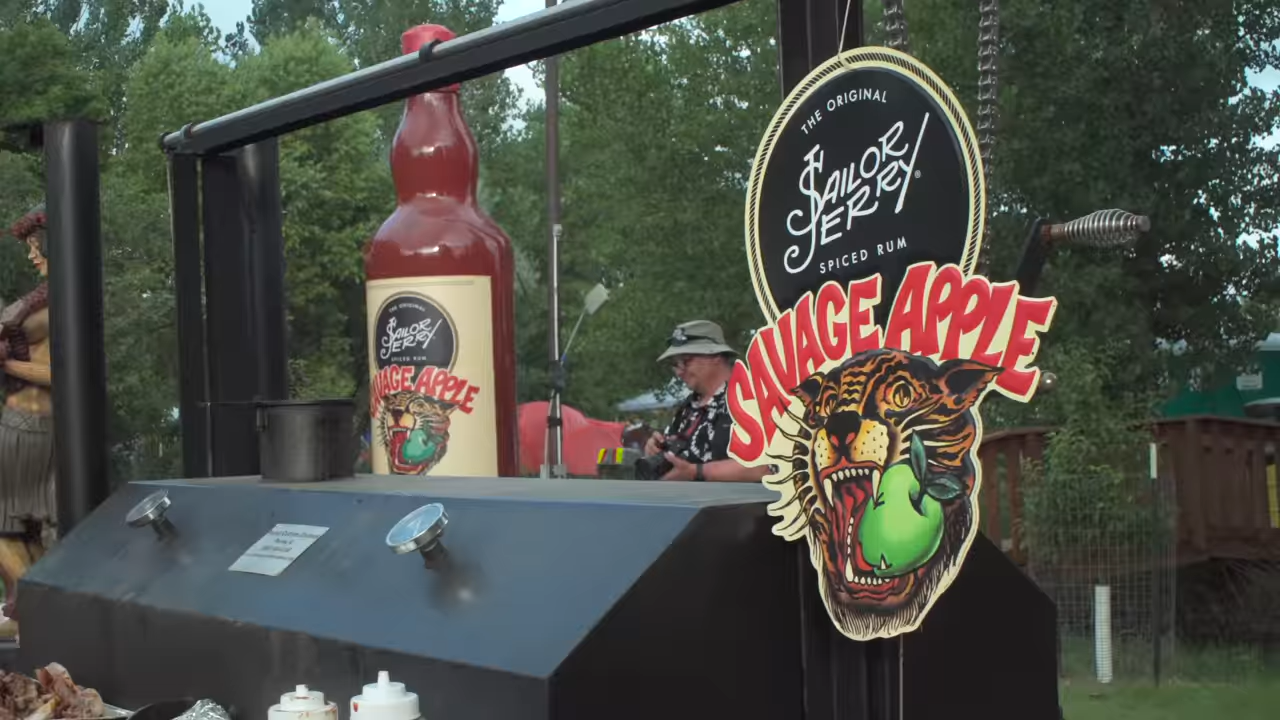 THE ORIGINAL
SAILOR
JERRY®
SPICED RUM
SAVAGE APPLE
THE ORIGINAL
SAILOR
JERRY
SPICED RUM
SAVAGE APPLE